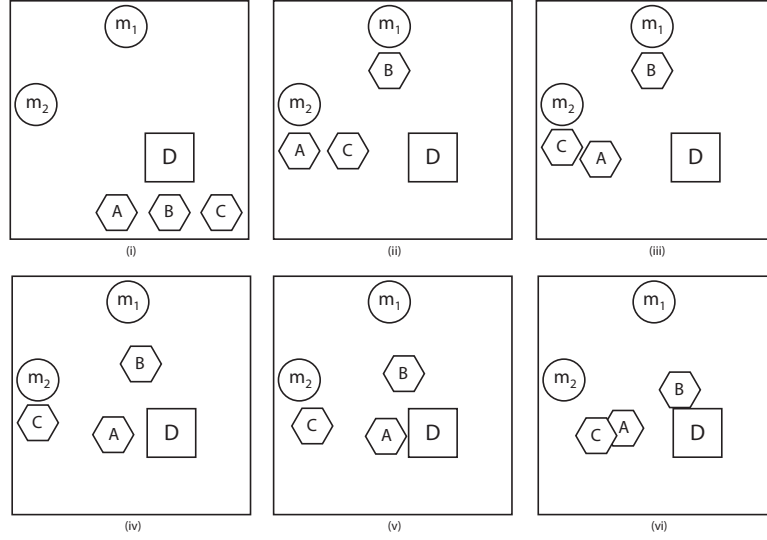 m₁
m₂
D
A B C
(i)
m₁
B
m₂
A C D
(ii)
m₁
B
m₂
C A D
(iii)
m₁
B
m₂
C A D
(iv)
m₁
B
m₂
C A D
(v)
m₁
m₂ B
C A D
(vi)